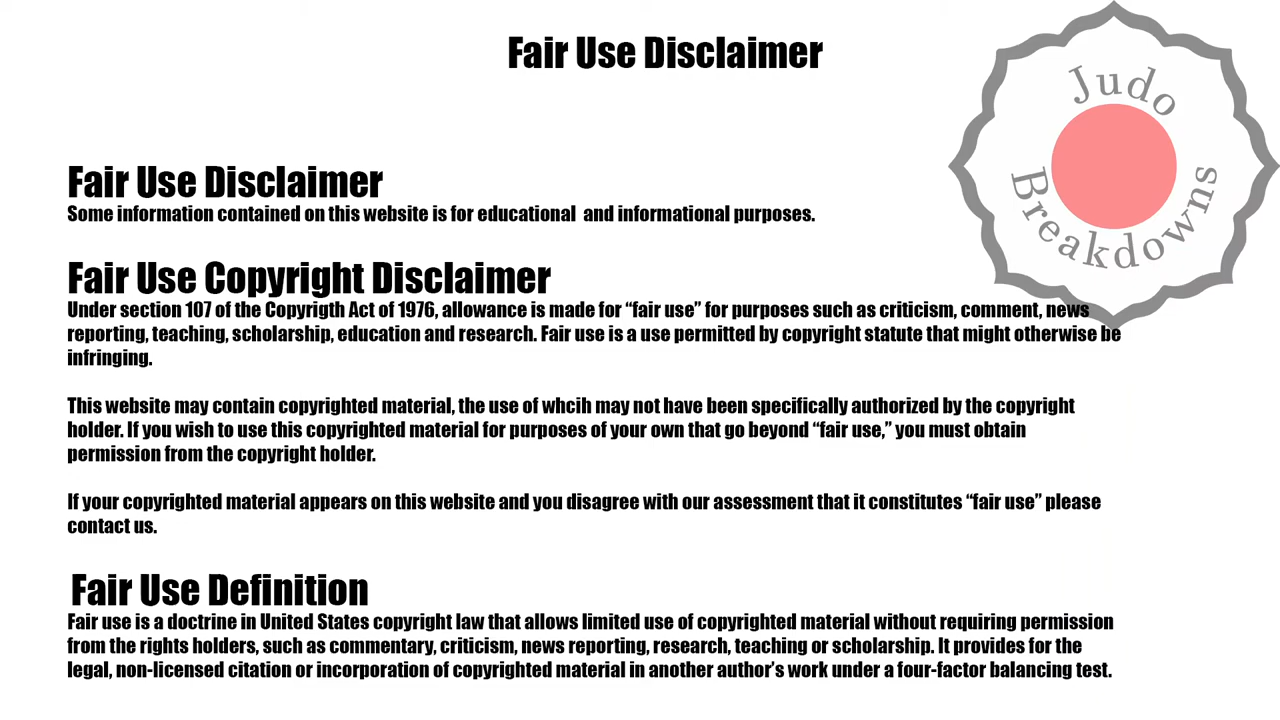 Fair Use Disclaimer
Judo
Breakdowns
Fair Use Disclaimer
Some information contained on this website is for educational  and informational purposes.
Fair Use Copyright Disclaimer
Under section 107 of the Copyrigth Act of 1976, allowance is made for “fair use” for purposes such as criticism, comment, news
reporting, teaching, scholarship, education and research. Fair use is a use permitted by copyright statute that might otherwise be
infringing.
This website may contain copyrighted material, the use of whcih may not have been specifically authorized by the copyright
holder. If you wish to use this copyrighted material for purposes of your own that go beyond “fair use,” you must obtain
permission from the copyright holder.
If your copyrighted material appears on this website and you disagree with our assessment that it constitutes “fair use” please
contact us.
Fair Use Definition
Fair use is a doctrine in United States copyright law that allows limited use of copyrighted material without requiring permission
from the rights holders, such as commentary, criticism, news reporting, research, teaching or scholarship. It provides for the
legal, non-licensed citation or incorporation of copyrighted material in another author’s work under a four-factor balancing test.